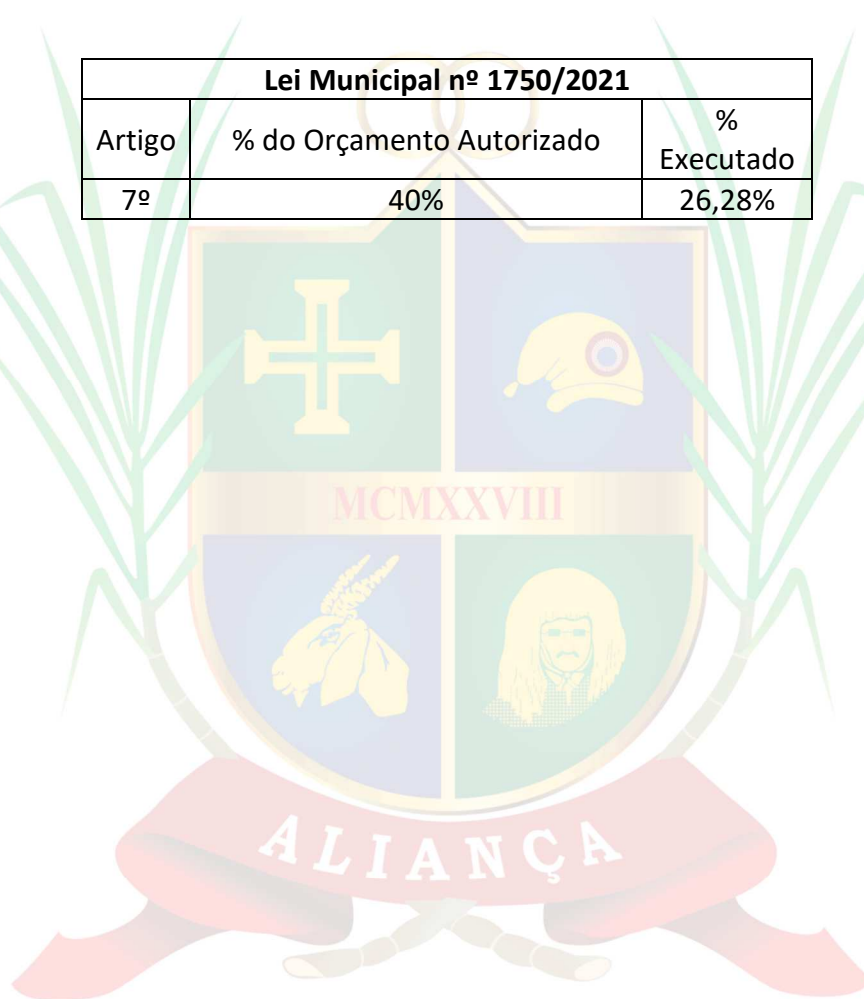 Lei Municipal nº 1750/2021
Artigo % do Orçamento Autorizado %
Executado
7º 40% 26,28%
MCMXXVIII
ALIANÇA